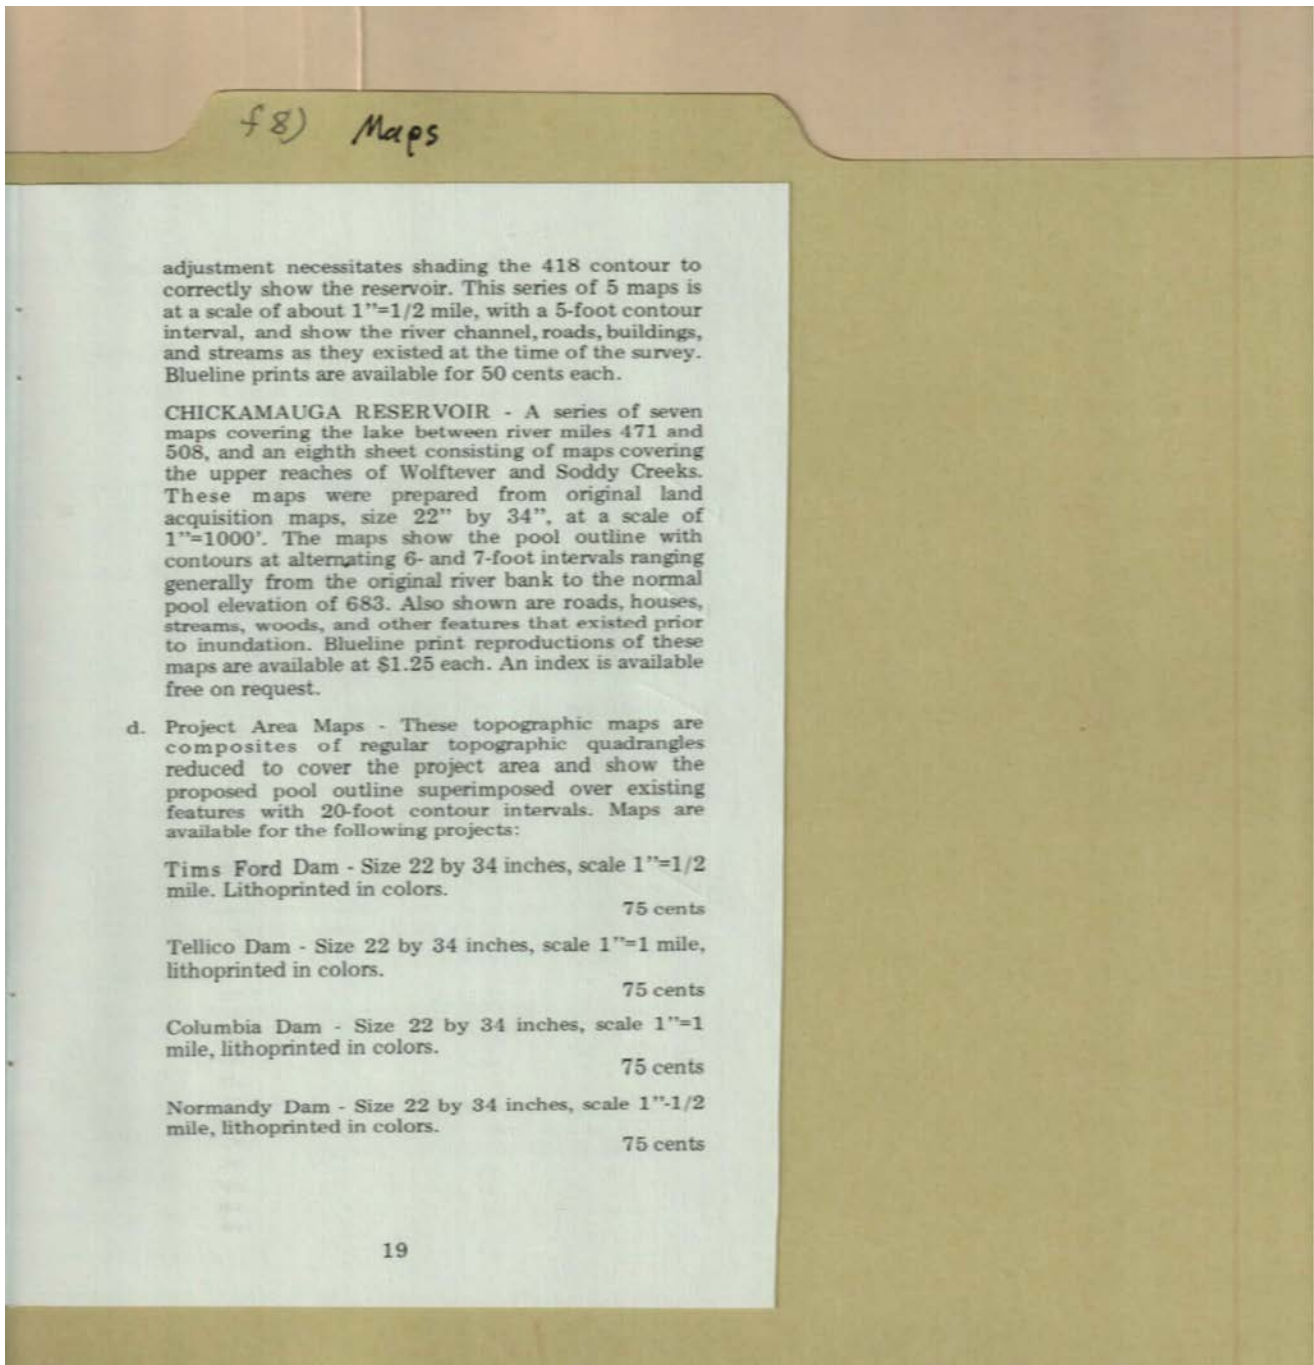 f 8) Maps
adjustment necessitates shading the 418 contour to
correctly show the reservoir. This series of 5 maps is
at a scale of about 1”=1/2 mile, with a 5-foot contour
interval, and show the river channel, roads, buildings,
and streams as they existed at the time of the survey.
Blueline prints are available for 50 cents each.
CHICKAMAUGA RESERVOIR - A series of seven
maps covering the lake between river miles 471 and
508, and an eighth sheet consisting of maps covering
the upper reaches of Wolftever and Soddy Creeks.
These maps were prepared from original land
acquisition maps, size 22” by 34”, at a scale of
1”=1000’. The maps show the pool outline with
contours at alternating 6- and 7-foot intervals ranging
generally from the original river bank to the normal
pool elevation of 683. Also shown are roads, houses,
streams, woods, and other features that existed prior
to inundation. Blueline print reproductions of these
maps are available at $1.25 each. An index is available
free on request.
d. Project Area Maps - These topographic maps are
composites of regular topographic quadrangles
reduced to cover the project area and show the
proposed pool outline superimposed over existing
features with 20-foot contour intervals. Maps are
available for the following projects:
Tims Ford Dam - Size 22 by 34 inches, scale 1”=1/2
mile. Lithoprinted in colors.
75 cents
Tellico Dam - Size 22 by 34 inches, scale 1”=1 mile,
lithoprinted in colors.
75 cents
Columbia Dam - Size 22 by 34 inches, scale 1”=1
mile, lithoprinted in colors.
75 cents
Normandy Dam - Size 22 by 34 inches, scale 1”-1/2
mile, lithoprinted in colors.
75 cents
19